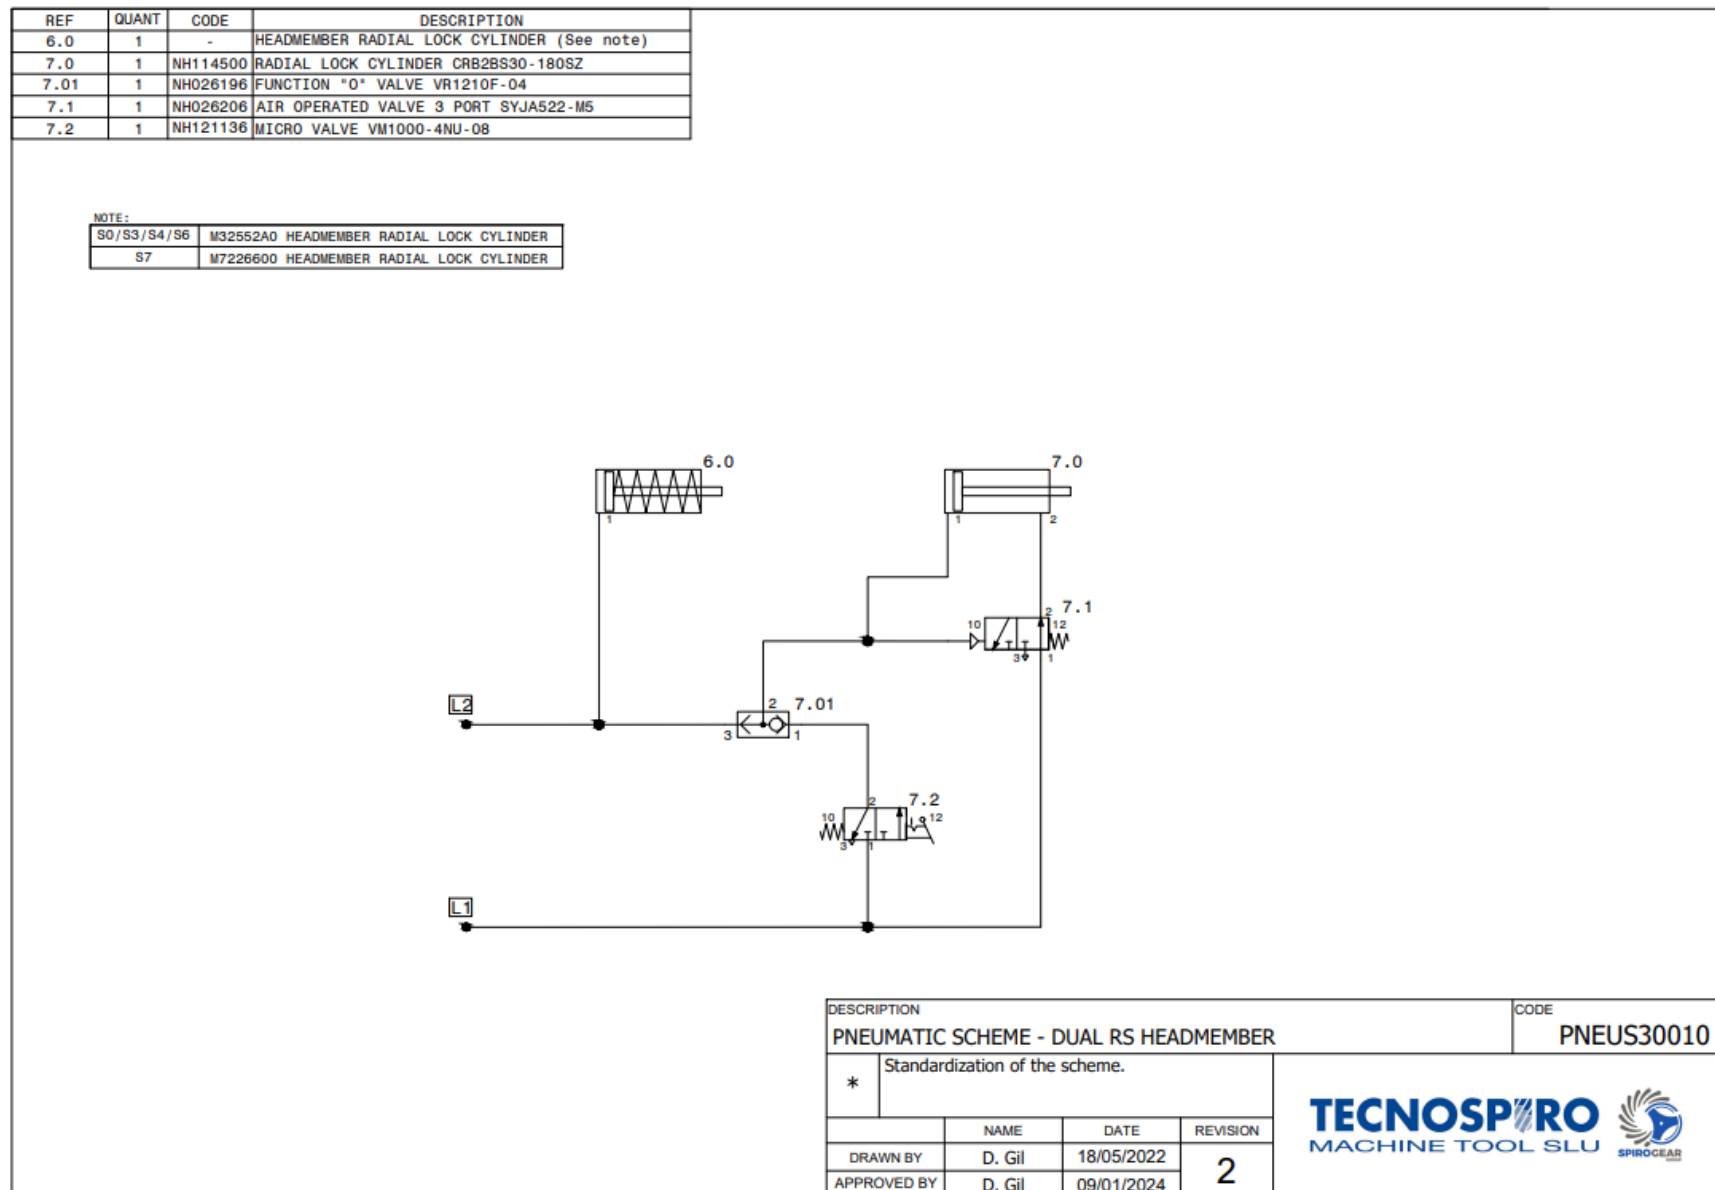 REF QUANT CODE DESCRIPTION
6.0 1 - HEADMEMBER RADIAL LOCK CYLINDER (See note)
7.0 1 NH114500 RADIAL LOCK CYLINDER CRB2BS30-180SZ
7.01 1 NH026196 FUNCTION "O" VALVE VR1210F-04
7.1 1 NH026206 AIR OPERATED VALVE 3 PORT SYJA522-M5
7.2 1 NH121136 MICRO VALVE VM1000-4NU-08
NOTE:
S0/S3/S4/S6 M32552A0 HEADMEMBER RADIAL LOCK CYLINDER
S7 M7226600 HEADMEMBER RADIAL LOCK CYLINDER
6.0
1
7.0
1 2
2 7.1
10 12
3 1
L2
2 7.01
3 1
2 7.2
10 12
3 1
L1
DESCRIPTION
PNEUMATIC SCHEME - DUAL RS HEADMEMBER
CODE
PNEUS30010
* Standardization of the scheme.
NAME DATE REVISION
DRAWN BY D. Gil 18/05/2022
2
APPROVED BY D. Gil 09/01/2024
TECNOSPIRO
MACHINE TOOL SLU
SPIROGEAR